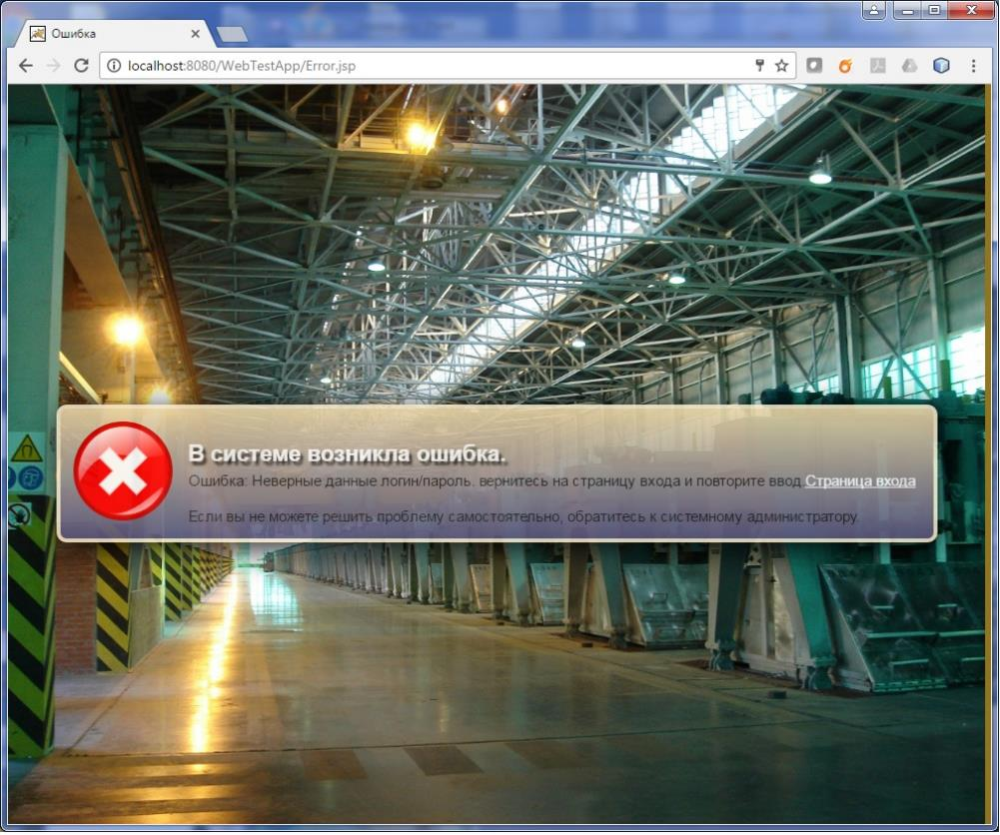 Ошибка
localhost:8080/WebTestApp/Error.jsp
В системе возникла ошибка.
Ошибка: Неверные данные логин/пароль. вернитесь на страницу входа и повторите ввод Страница входа
Если вы не можете решить проблему самостоятельно, обратитесь к системному администратору.